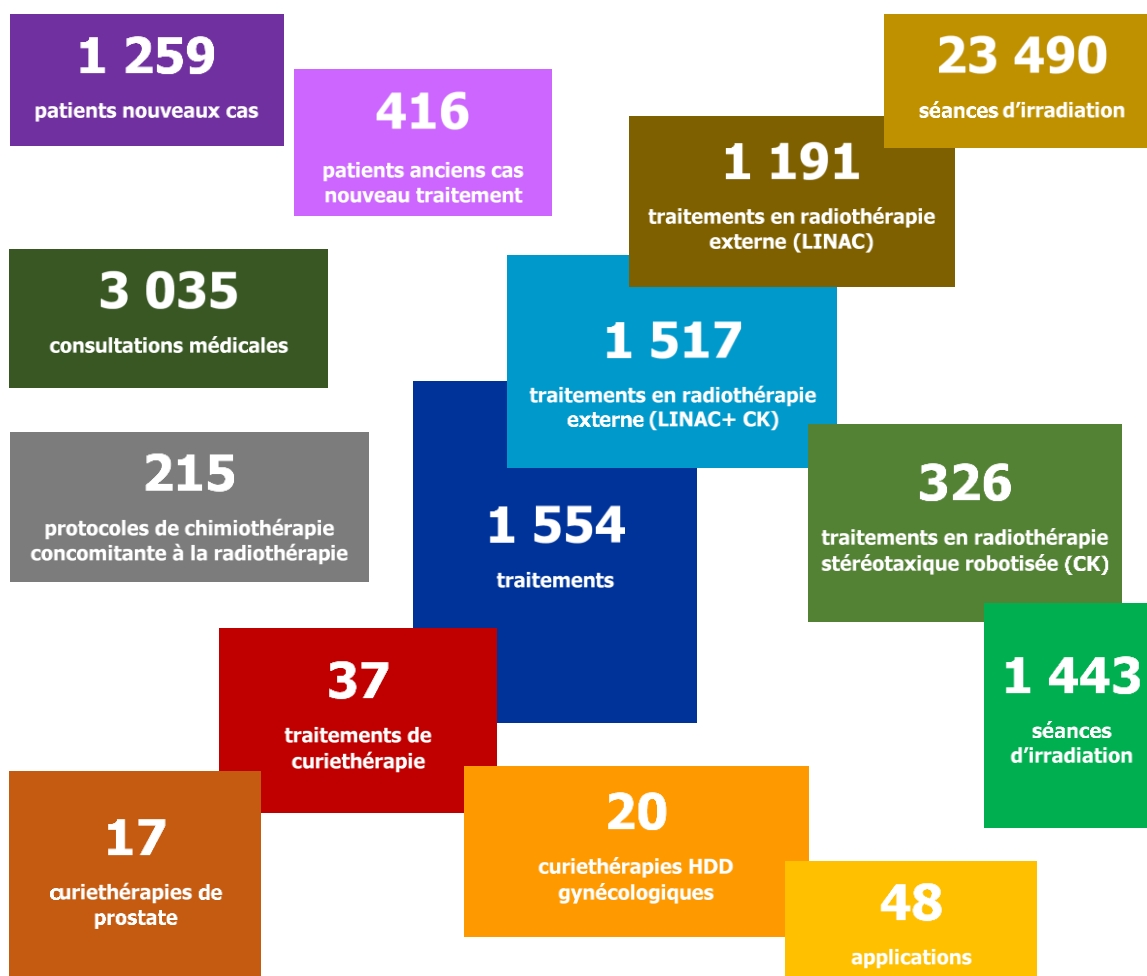 1 259
patients nouveaux cas
416
patients anciens cas
nouveau traitement
23 490
séances d’irradiation
1 191
traitements en radiothérapie
externe (LINAC)
3 035
consultations médicales
1 517
traitements en radiothérapie
externe (LINAC+ CK)
215
protocoles de chimiothérapie
concomitante à la radiothérapie
1 554
traitements
326
traitements en radiothérapie
stéréotaxique robotisée (CK)
1 443
séances
d’irradiation
37
traitements de
curiethérapie
17
curiethérapies de
prostate
20
curiethérapies HDD
gynécologiques
48
applications